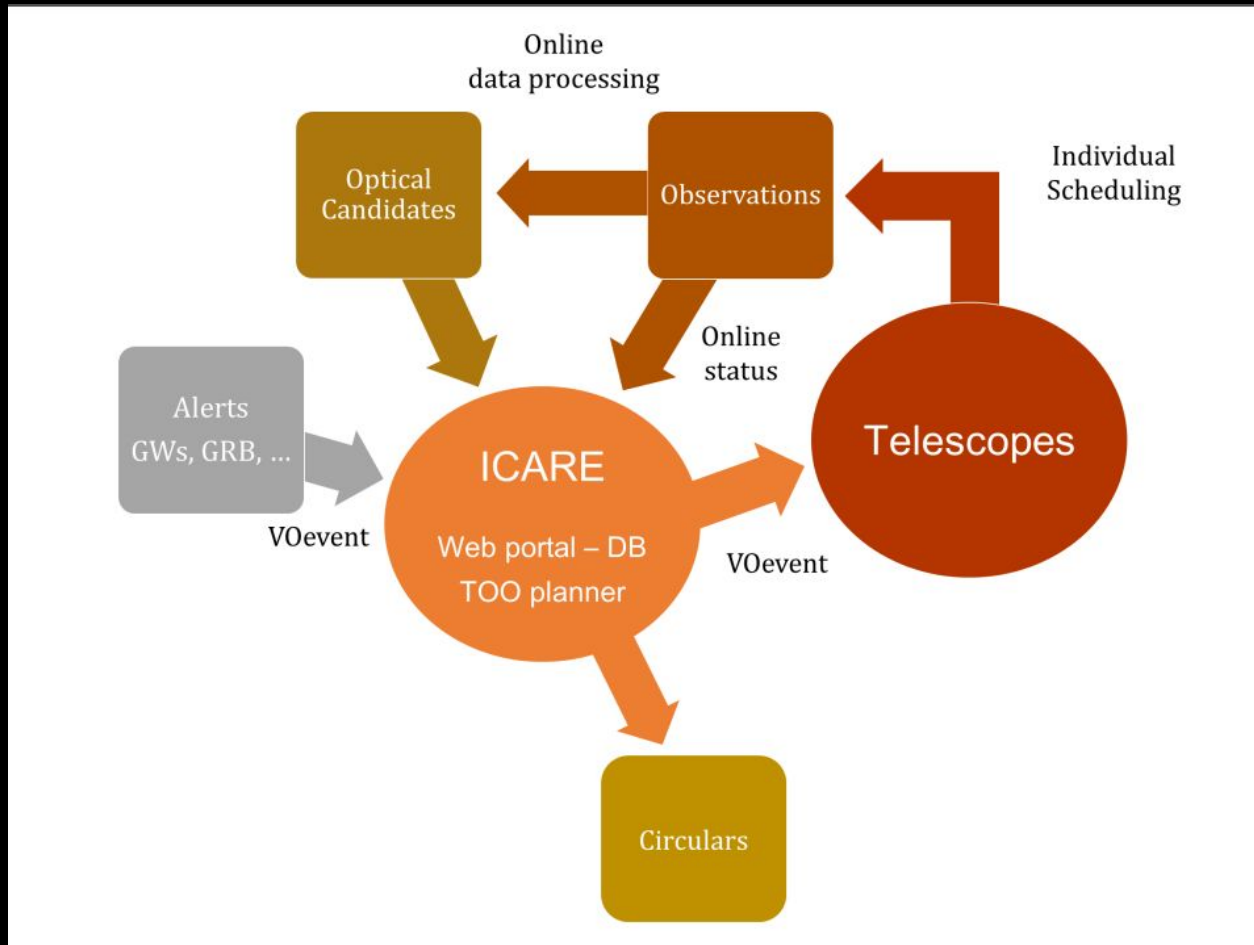 Online
data processing
Optical
Candidates
Observations
Individual
Scheduling
Online
status
Alerts
GWs, GRB, ...
VOevent
ICARE
Web portal – DB
TOO planner
VOevent
Telescopes
Circulars